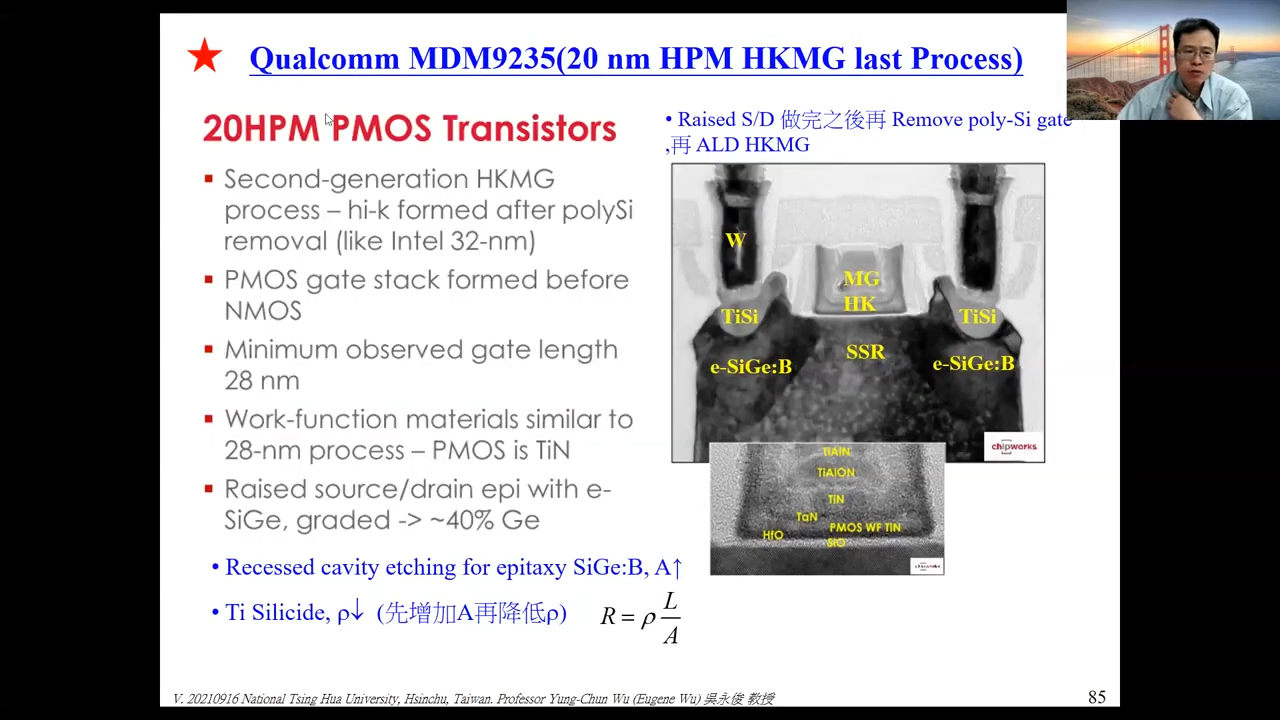 Qualcomm MDM9235(20 nm HPM HKMG last Process)
20HPM PMOS Transistors
▪ Second-generation HKMG
process – hi-k formed after polySi
removal (like Intel 32-nm)
▪ PMOS gate stack formed before
NMOS
▪ Minimum observed gate length
28 nm
▪ Work-function materials similar to
28-nm process – PMOS is TiN
▪ Raised source/drain epi with e-
SiGe, graded -> ~40% Ge
• Recessed cavity etching for epitaxy SiGe:B, A↑
• Ti Silicide, ρ↓ (先增加A再降低ρ)
R = ρ L/A
• Raised S/D 做完之後再 Remove poly-Si gate
,再 ALD HKMG
W
MG
HK
TiSi
TiSi
SSR
e-SiGe:B
e-SiGe:B
chipworks
TiAlN
TiAlON
TiN
TaN
PMOS WF TiN
HfO
SiO
chipworks
V. 20210916 National Tsing Hua University, Hsinchu, Taiwan. Professor Yung-Chun Wu (Eugene Wu) 吳永俊 教授
85